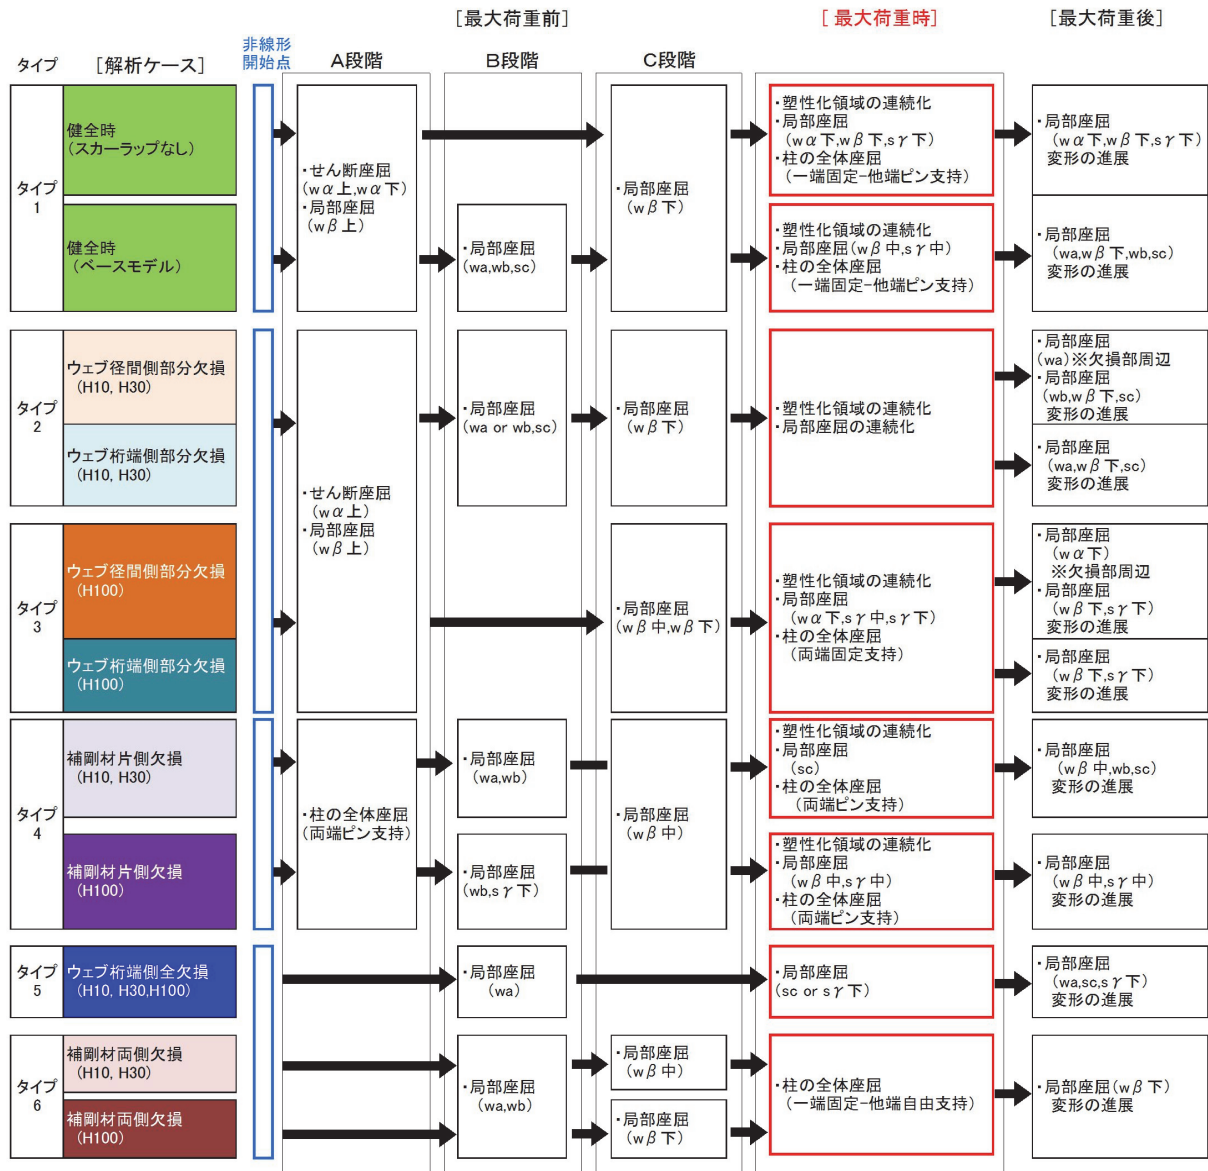 [最大荷重前]
[最大荷重時]
[最大荷重後]
タイプ
[解析ケース]
非線形
開始点
A段階
B段階
C段階
タイプ
1
健全時
(スカーラップなし)
健全時
(ベースモデル)
・せん断座屈
(wα上,wα下)
・局部座屈
(wβ上)
・局部座屈
(wa,wb,sc)
・局部座屈
(wβ下)
・塑性化領域の連続化
・局部座屈
(wα下,wβ下,sγ下)
・柱の全体座屈
(一端固定-他端ピン支持)
・塑性化領域の連続化
・局部座屈(wβ中,sγ中)
・柱の全体座屈
(一端固定-他端ピン支持)
・局部座屈
(wα下,wβ下,sγ下)
変形の進展
・局部座屈
(wa,wβ下,wb,sc)
変形の進展
タイプ
2
ウェブ径間側部分欠損
(H10, H30)
ウェブ桁端側部分欠損
(H10, H30)
・せん断座屈
(wα上)
・局部座屈
(wβ上)
・局部座屈
(wa or wb,sc)
・局部座屈
(wβ下)
・塑性化領域の連続化
・局部座屈の連続化
・局部座屈
(wa)※欠損部周辺
・局部座屈
(wb,wβ下,sc)
変形の進展
・局部座屈
(wa,wβ下,sc)
変形の進展
タイプ
3
ウェブ径間側部分欠損
(H100)
ウェブ桁端側部分欠損
(H100)
・局部座屈
(wβ中,wβ下)
・塑性化領域の連続化
・局部座屈
(wα下,sγ中,sγ下)
・柱の全体座屈
(両端固定支持)
・局部座屈
(wα下)
※欠損部周辺
・局部座屈
(wβ下,sγ下)
変形の進展
・局部座屈
(wβ下,sγ下)
変形の進展
タイプ
4
補剛材片側欠損
(H10, H30)
補剛材片側欠損
(H100)
・柱の全体座屈
(両端ピン支持)
・局部座屈
(wa,wb)
・局部座屈
(wb,sγ下)
・局部座屈
(wβ中)
・塑性化領域の連続化
・局部座屈
(sc)
・柱の全体座屈
(両端ピン支持)
・塑性化領域の連続化
・局部座屈
(wβ中,sγ中)
・柱の全体座屈
(両端ピン支持)
・局部座屈
(wβ中,wb,sc)
変形の進展
・局部座屈
(wβ中,sγ中)
変形の進展
タイプ
5
ウェブ桁端側全欠損
(H10, H30,H100)
・局部座屈
(wa)
・局部座屈
(sc or sγ下)
・局部座屈
(wa,sc,sγ下)
変形の進展
タイプ
6
補剛材両側欠損
(H10, H30)
補剛材両側欠損
(H100)
・局部座屈
(wa,wb)
・局部座屈
(wβ中)
・局部座屈
(wβ下)
・柱の全体座屈
(一端固定-他端自由支持)
・局部座屈(wβ下)
変形の進展